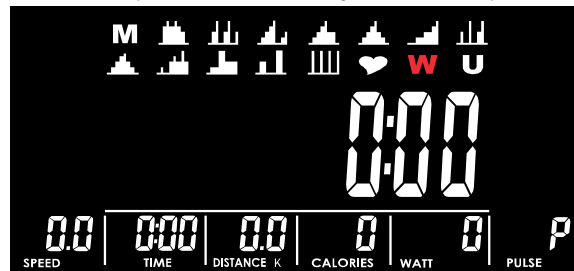 M
W U
0:00
0.0 0:00 0.0 0 0 P
SPEED TIME DISTANCE K CALORIES WATT PULSE